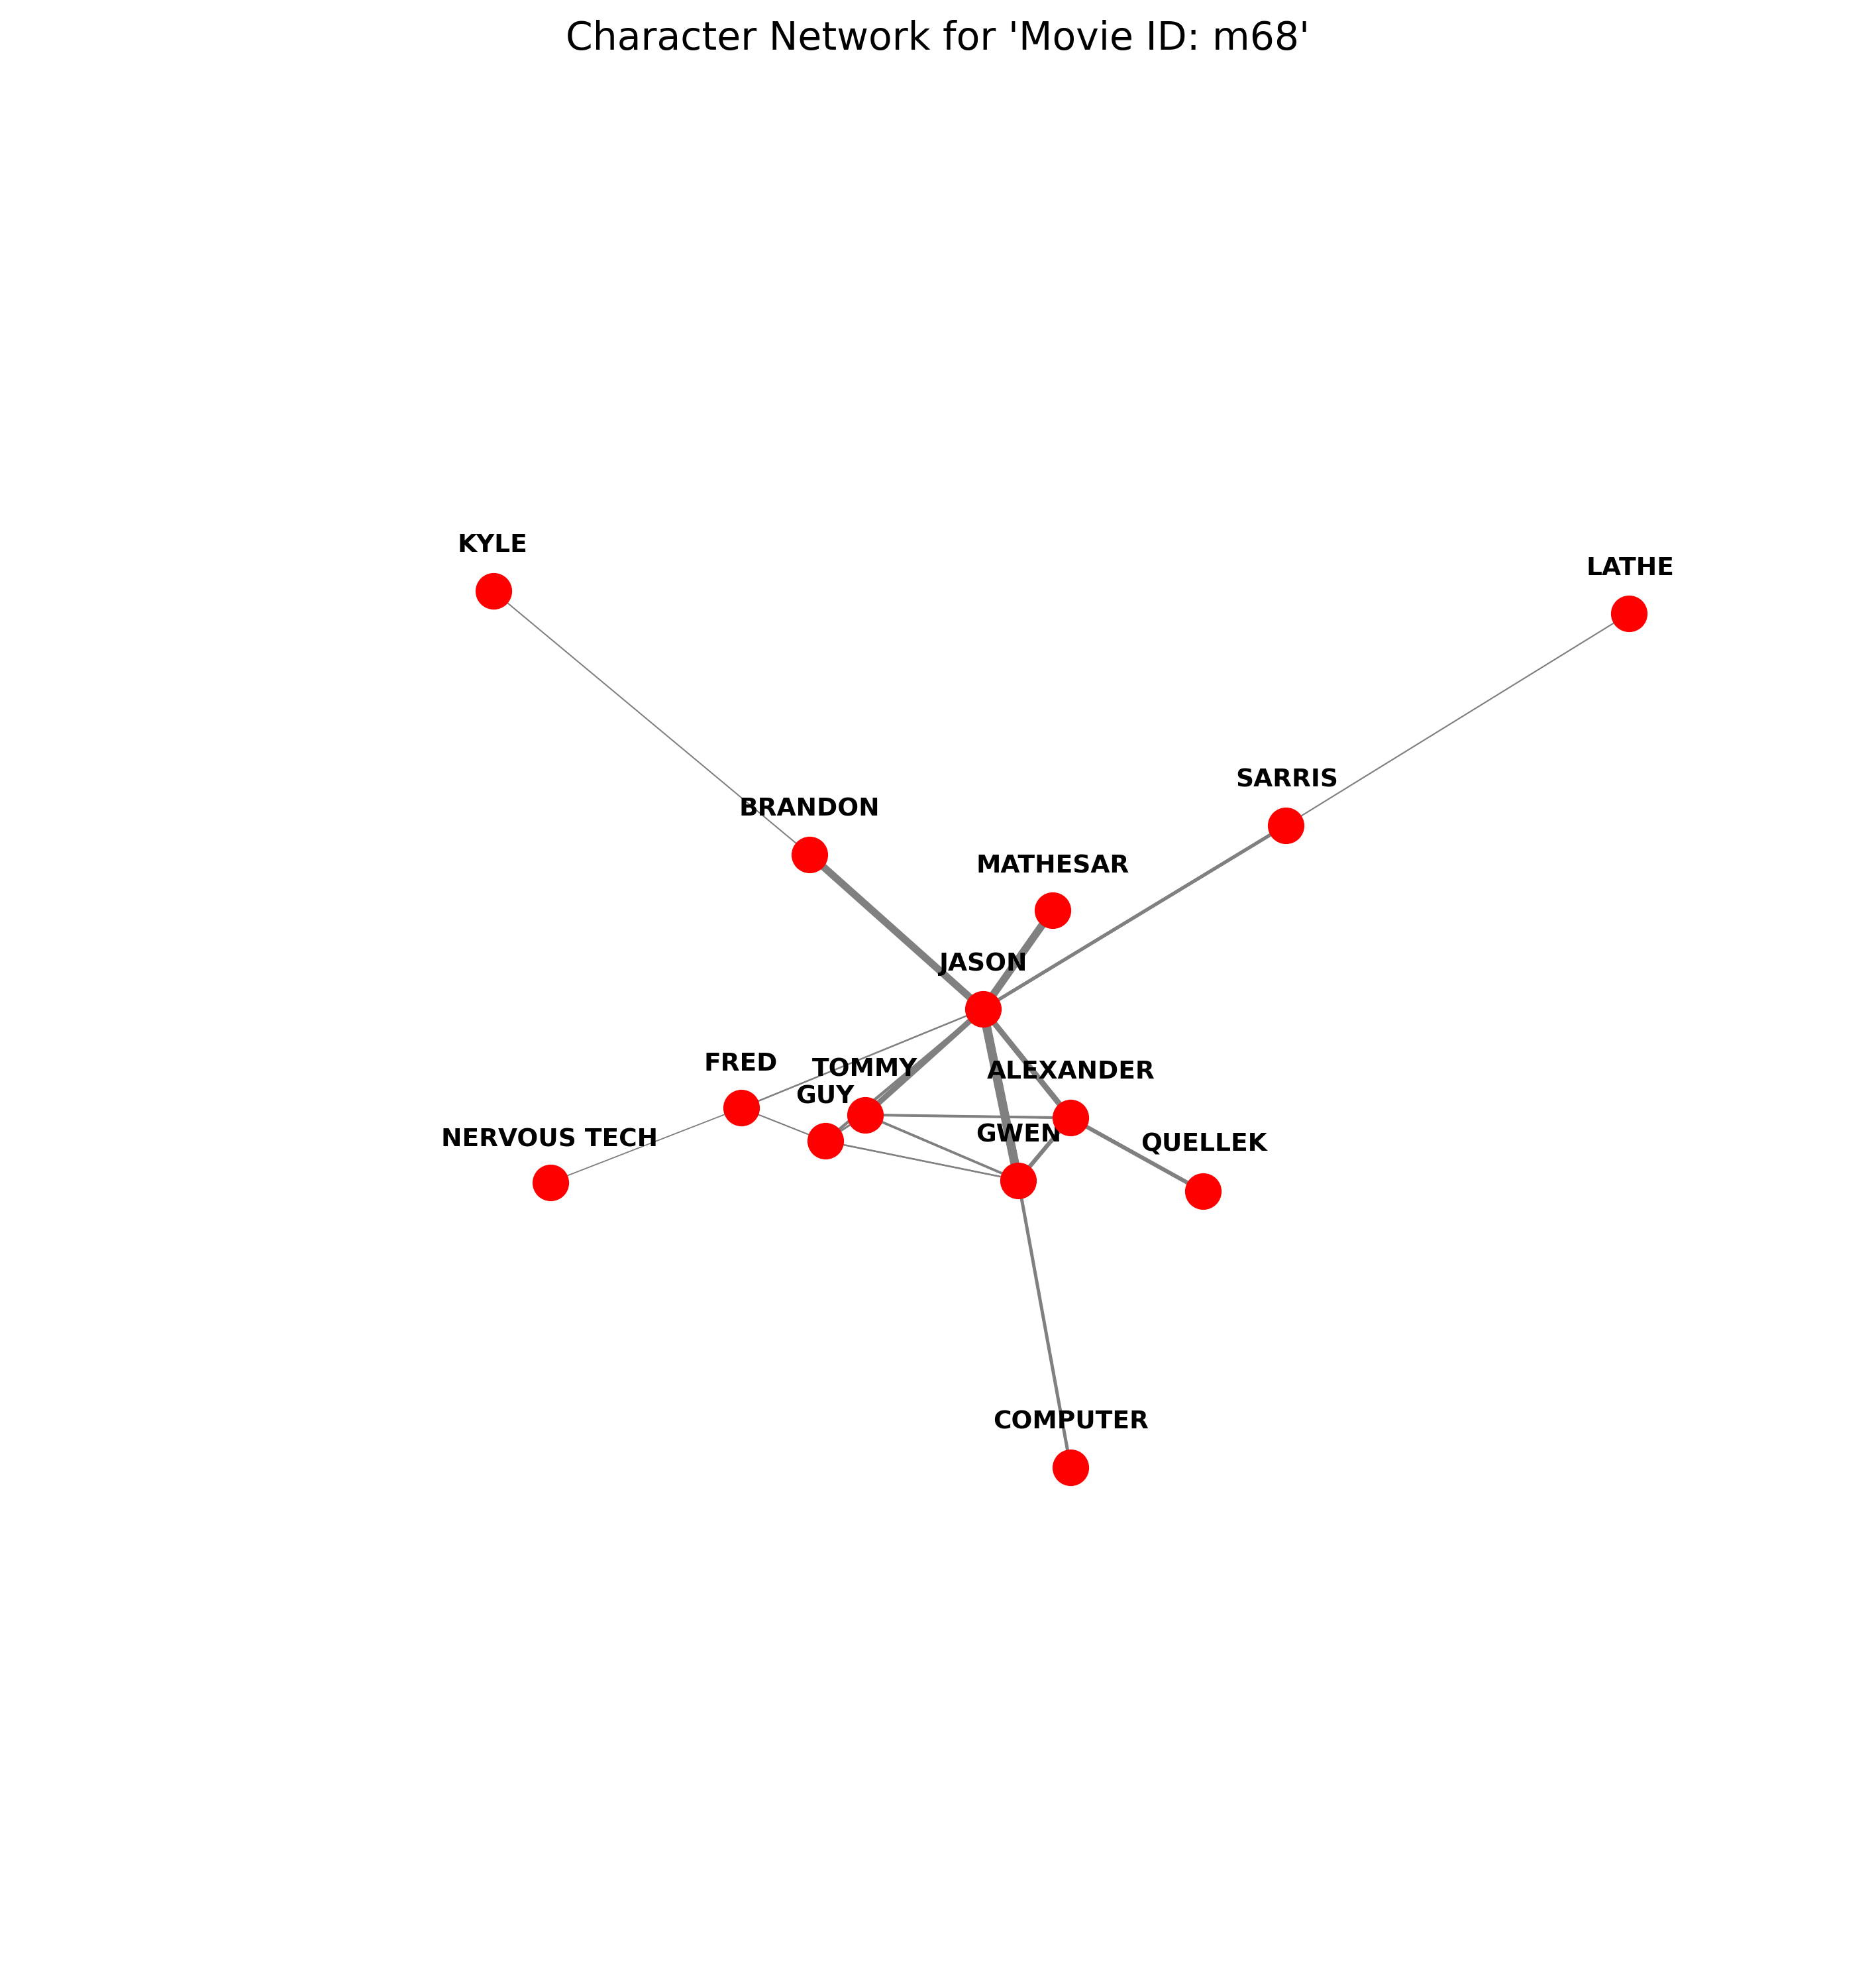 Character Network for 'Movie ID: m68'
KYLE
LATHE
SARRIS
BRANDON
MATHESAR
JASON
FRED
TOMMY
ALEXANDER
GUY
GWEN
NERVOUS TECH
QUELLEK
COMPUTER